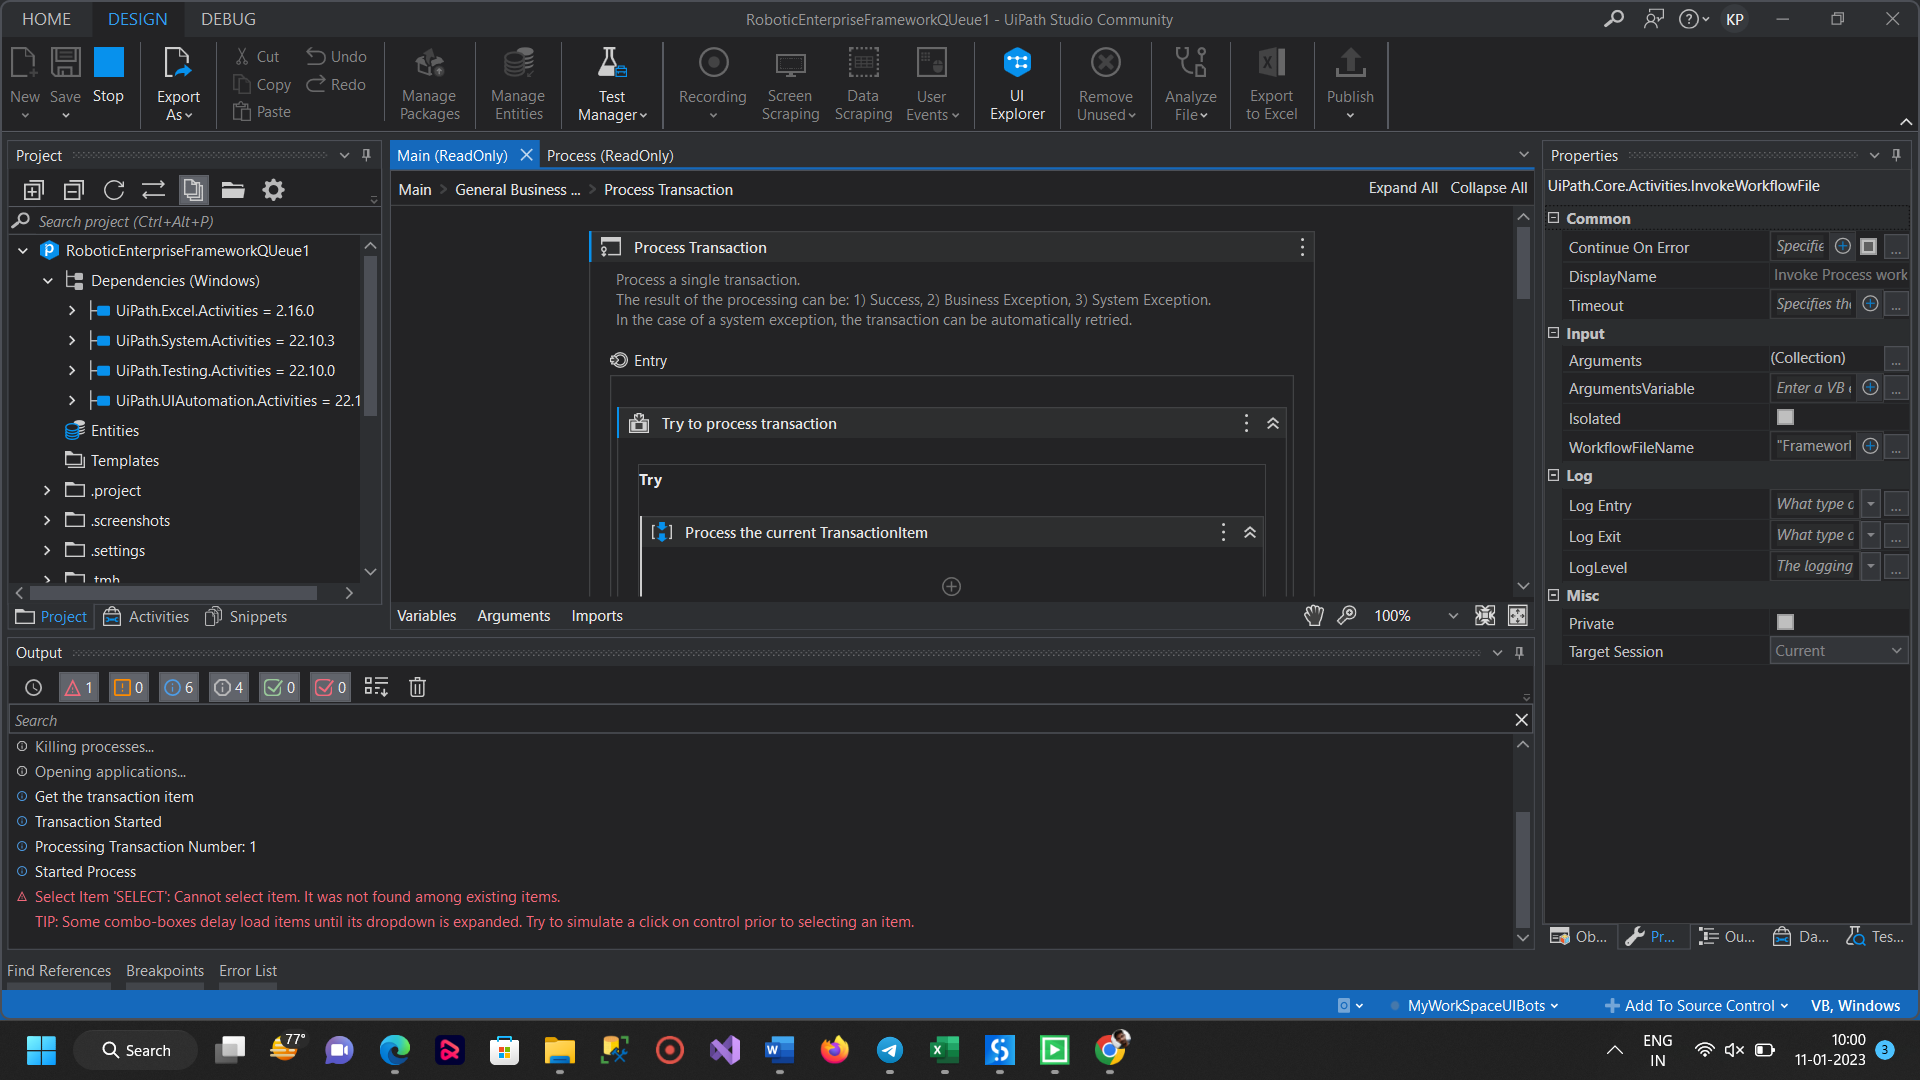 HOME
DESIGN
DEBUG
RoboticEnterpriseFrameworkQUeue1 - UiPath Studio Community
KP
New
Save
Stop
Export
As
Cut
Copy
Paste
Undo
Redo
Manage
Packages
Manage
Entities
Test
Manager
Recording
Screen
Scraping
Data
Scraping
User
Events
UI
Explorer
Remove
Unused
Analyze
File
Export
to Excel
Publish
Project
Search project (Ctrl+Alt+P)
RoboticEnterpriseFrameworkQUeue1
Dependencies (Windows)
UiPath.Excel.Activities = 2.16.0
UiPath.System.Activities = 22.10.3
UiPath.Testing.Activities = 22.10.0
UiPath.UIAutomation.Activities = 22.1
Entities
Templates
.project
.screenshots
.settings
.tmh
Project
Activities
Snippets
Main (ReadOnly)
Process (ReadOnly)
Main > General Business ... > Process Transaction
Expand All
Collapse All
Process Transaction
Process a single transaction.
The result of the processing can be: 1) Success, 2) Business Exception, 3) System Exception.
In the case of a system exception, the transaction can be automatically retried.
Entry
Try to process transaction
Try
Process the current TransactionItem
Variables
Arguments
Imports
100%
Properties
UiPath.Core.Activities.InvokeWorkflowFile
Common
Continue On Error
Specifie
...
DisplayName
Invoke Process work
Timeout
Specifies the
...
Input
Arguments
(Collection)
...
ArgumentsVariable
Enter a VB e
...
Isolated
WorkflowFileName
"Framework
...
Log
Log Entry
What type o
...
Log Exit
What type o
...
LogLevel
The logging
...
Misc
Private
Target Session
Current
Ob...
Pr...
Ou...
Da...
Tes...
Output
1
0
6
4
0
0
Search
Killing processes...
Opening applications...
Get the transaction item
Transaction Started
Processing Transaction Number: 1
Started Process
Select Item 'SELECT': Cannot select item. It was not found among existing items.
TIP: Some combo-boxes delay load items until its dropdown is expanded. Try to simulate a click on control prior to selecting an item.
Find References
Breakpoints
Error List
MyWorkSpaceUIBots
Add To Source Control
VB, Windows
Search
77°
ENG
IN
10:00
11-01-2023
3